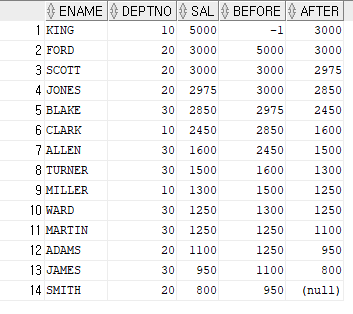 ENAME DEPTNO SAL BEFORE AFTER
1 KING 10 5000 -1 3000
2 FORD 20 3000 5000 3000
3 SCOTT 20 3000 3000 2975
4 JONES 20 2975 3000 2850
5 BLAKE 30 2850 2975 2450
6 CLARK 10 2450 2850 1600
7 ALLEN 30 1600 2450 1500
8 TURNER 30 1500 1600 1300
9 MILLER 10 1300 1500 1250
10 WARD 30 1250 1300 1250
11 MARTIN 30 1250 1250 1100
12 ADAMS 20 1100 1250 950
13 JAMES 30 950 1100 800
14 SMITH 20 800 950 (null)